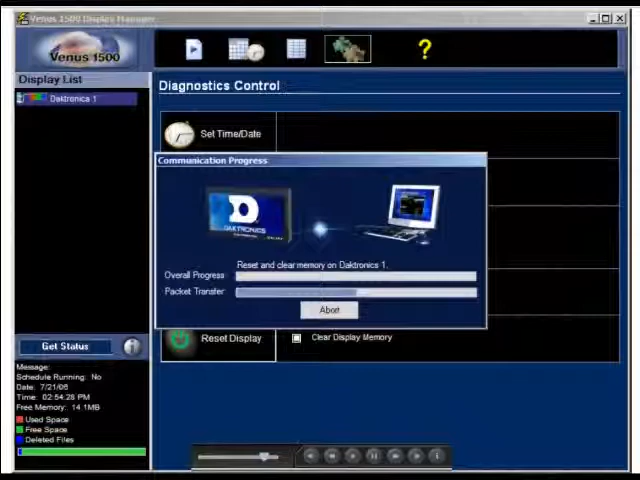 Venus 1500 Display Manager
Venus 1500
?
Display List
Daktronics 1
Diagnostics Control
Set Time/Date
Communication Progress
DAKTRONICS
Reset and clear memory on Daktronics 1.
Overall Progress
Packet Transfer
Abort
Reset Display
Clear Display Memory
Get Status
i
Message:
Schedule Running: No
Date: 7/21/06
Time: 02:54:28 PM
Free Memory: 14.1MB
Used Space
Free Space
Deleted Files